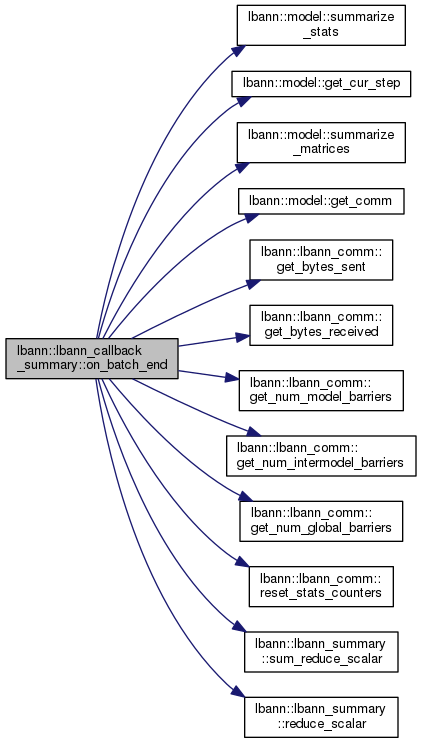 lbann::model::summarize
_stats
lbann::model::get_cur_step
lbann::model::summarize
_matrices
lbann::model::get_comm
lbann::lbann_comm::
get_bytes_sent
lbann::lbann_comm::
get_bytes_received
lbann::lbann_callback
_summary::on_batch_end
lbann::lbann_comm::
get_num_model_barriers
lbann::lbann_comm::
get_num_intermodel_barriers
lbann::lbann_comm::
get_num_global_barriers
lbann::lbann_comm::
reset_stats_counters
lbann::lbann_summary
::sum_reduce_scalar
lbann::lbann_summary
::reduce_scalar